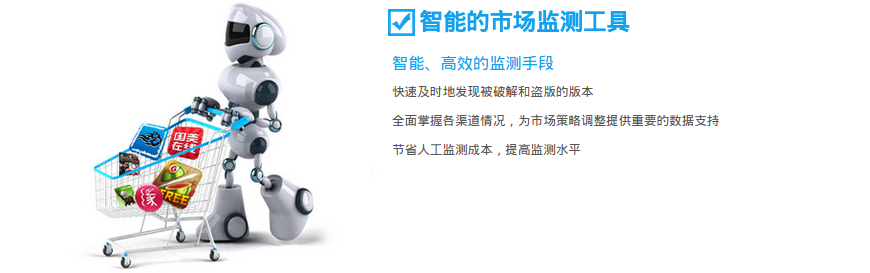 智能的市场监测工具
智能、高效的监测手段
快速及时地发现被破解和盗版的版本
全面掌握各渠道情况，为市场策略调整提供重要的数据支持
节省人工监测成本，提高监测水平
国美
在线
FREE